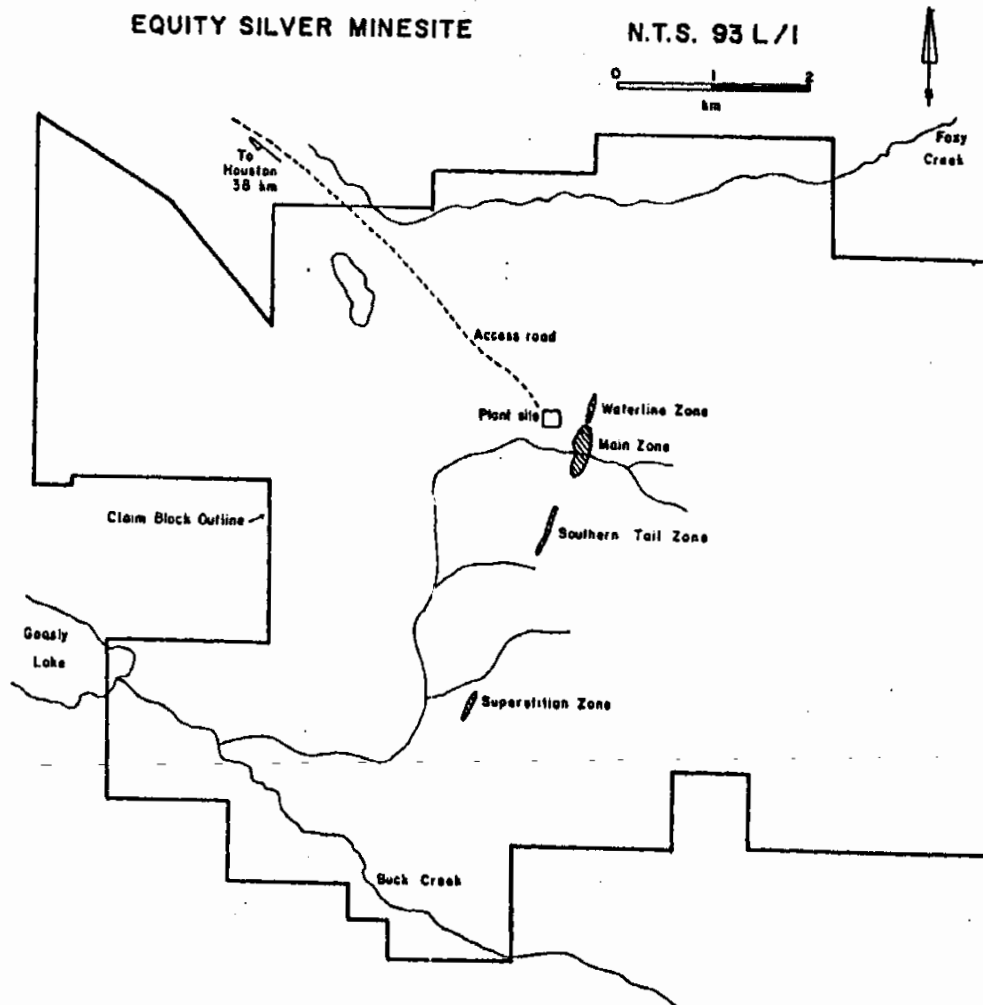 EQUITY SILVER MINESITE
N.T.S. 93 L/1
0 1 2
km
Foxy
Creek
To
Houston
38 km
Access road
Plant site
Waterline Zone
Main Zone
Claim Block Outline
Southern Tail Zone
Goosly
Lake
Superstition Zone
Buck Creek